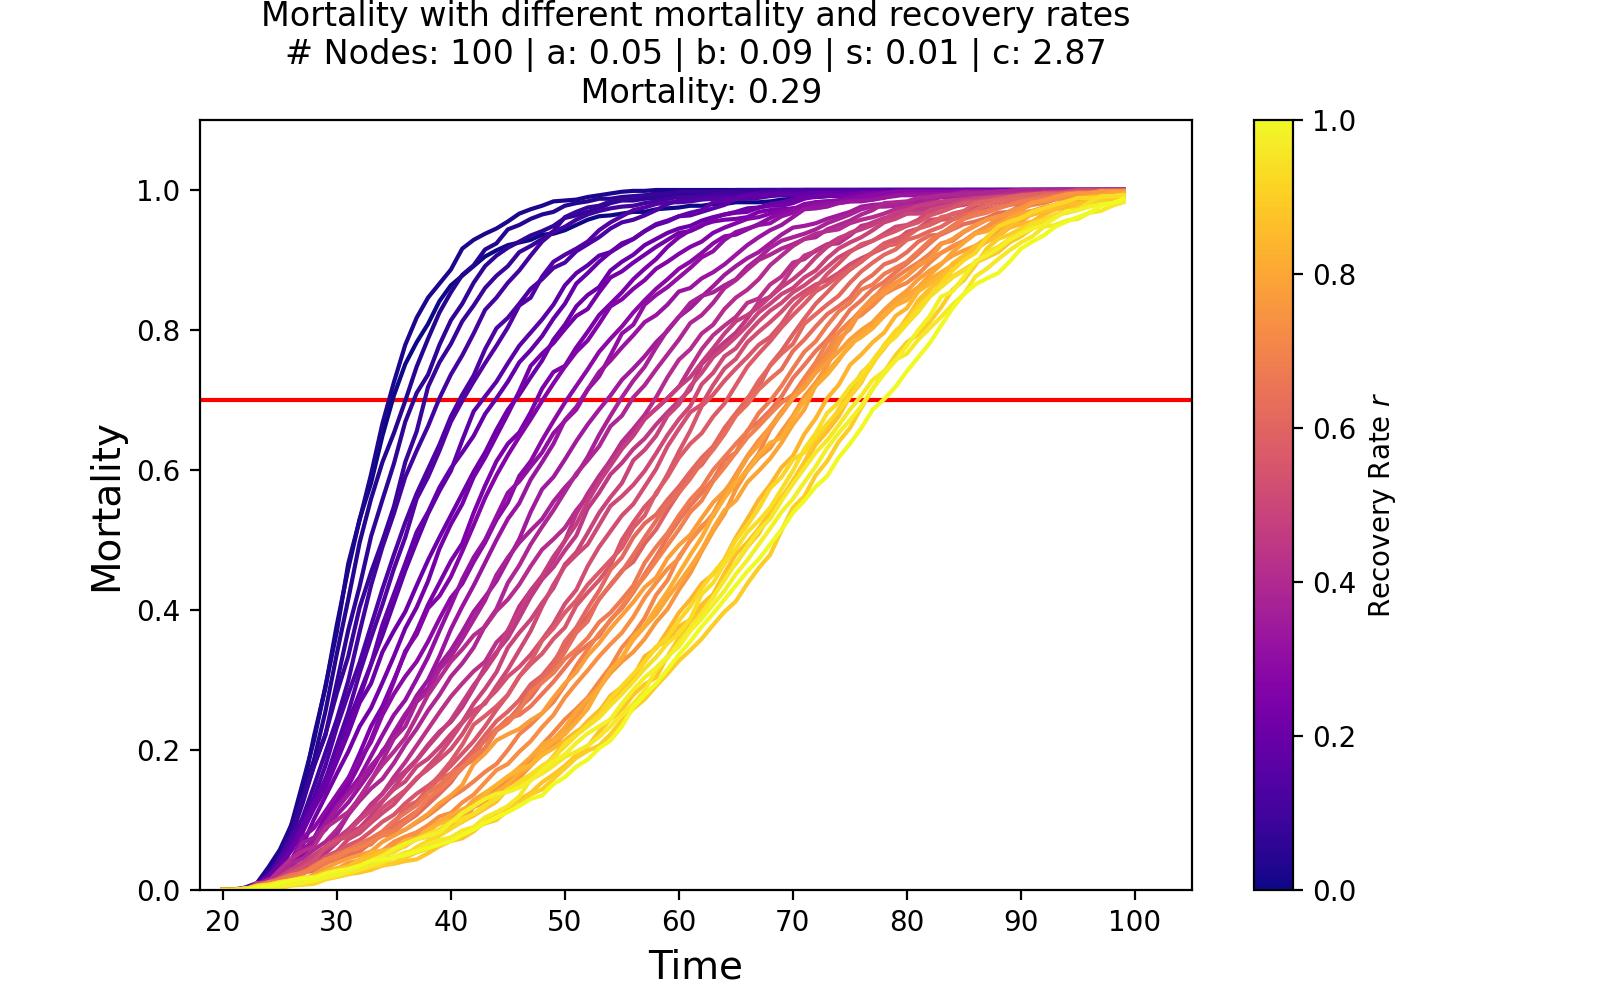 Mortality with different mortality and recovery rates
# Nodes: 100 | a: 0.05 | b: 0.09 | s: 0.01 | c: 2.87
Mortality: 0.29
Mortality
1.0
0.8
0.6
0.4
0.2
0.0
20 30 40 50 60 70 80 90 100
Time
1.0
0.8
0.6
0.4
0.2
0.0
Recovery Rate r